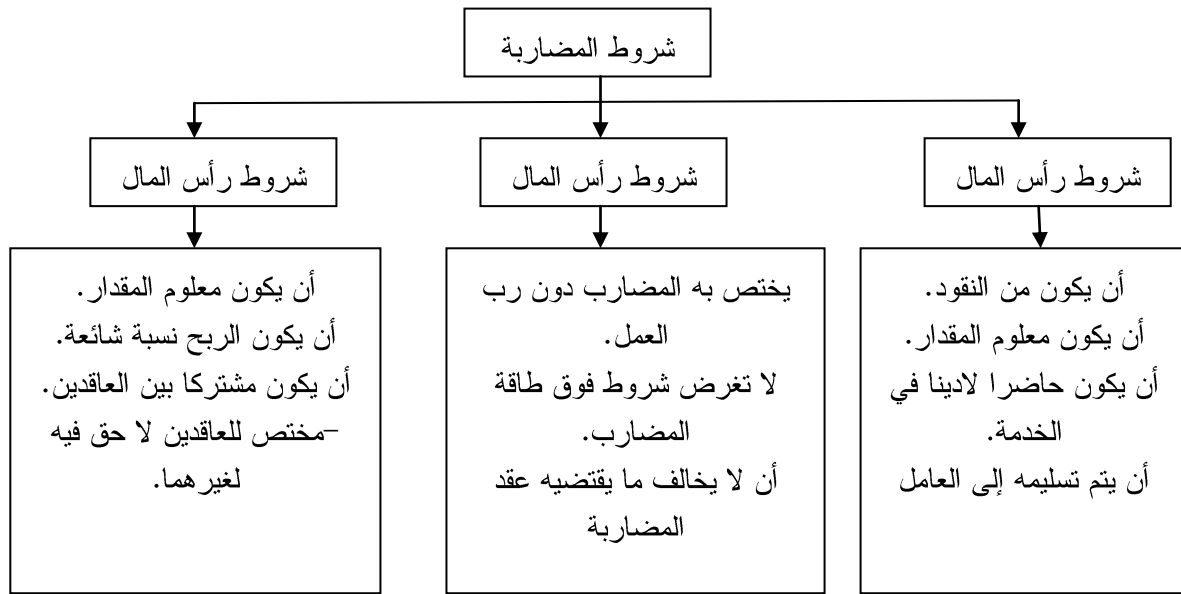 شروط المضاربة
شروط رأس المال
شروط رأس المال
شروط رأس المال
أن يكون من النقود.
أن يكون معلوم المقدار.
أن يكون حاضرا لادينا في
الخدمة.
أن يتم تسليمه إلى العامل
يختص به المضارب دون رب
العمل.
لا تغرض شروط فوق طاقة
المضارب.
أن لا يخالف ما يقتضيه عقد
المضاربة
أن يكون معلوم المقدار.
أن يكون الربح نسبة شائعة.
أن يكون مشتركا بين العاقدين.
-مختص للعاقدين لا حق فيه
لغيرهما.